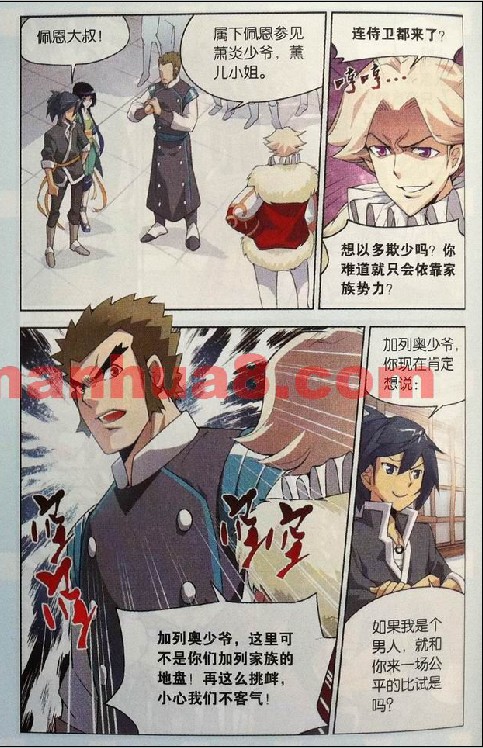 佩恩大叔！
属下佩恩参见
萧炎少爷，薰
儿小姐。
连侍卫都来了？
哼哼…
想以多欺少吗？你
难道就只会依靠家
族势力？
manhua8.com
加列奥少爷，
你现在肯定
想说：
加列奥少爷，这里可
不是你们加列家族的
地盘！再这么挑衅，
小心我们不客气！
如果我是个
男人，就和
你来一场公
平的比试是
吗？